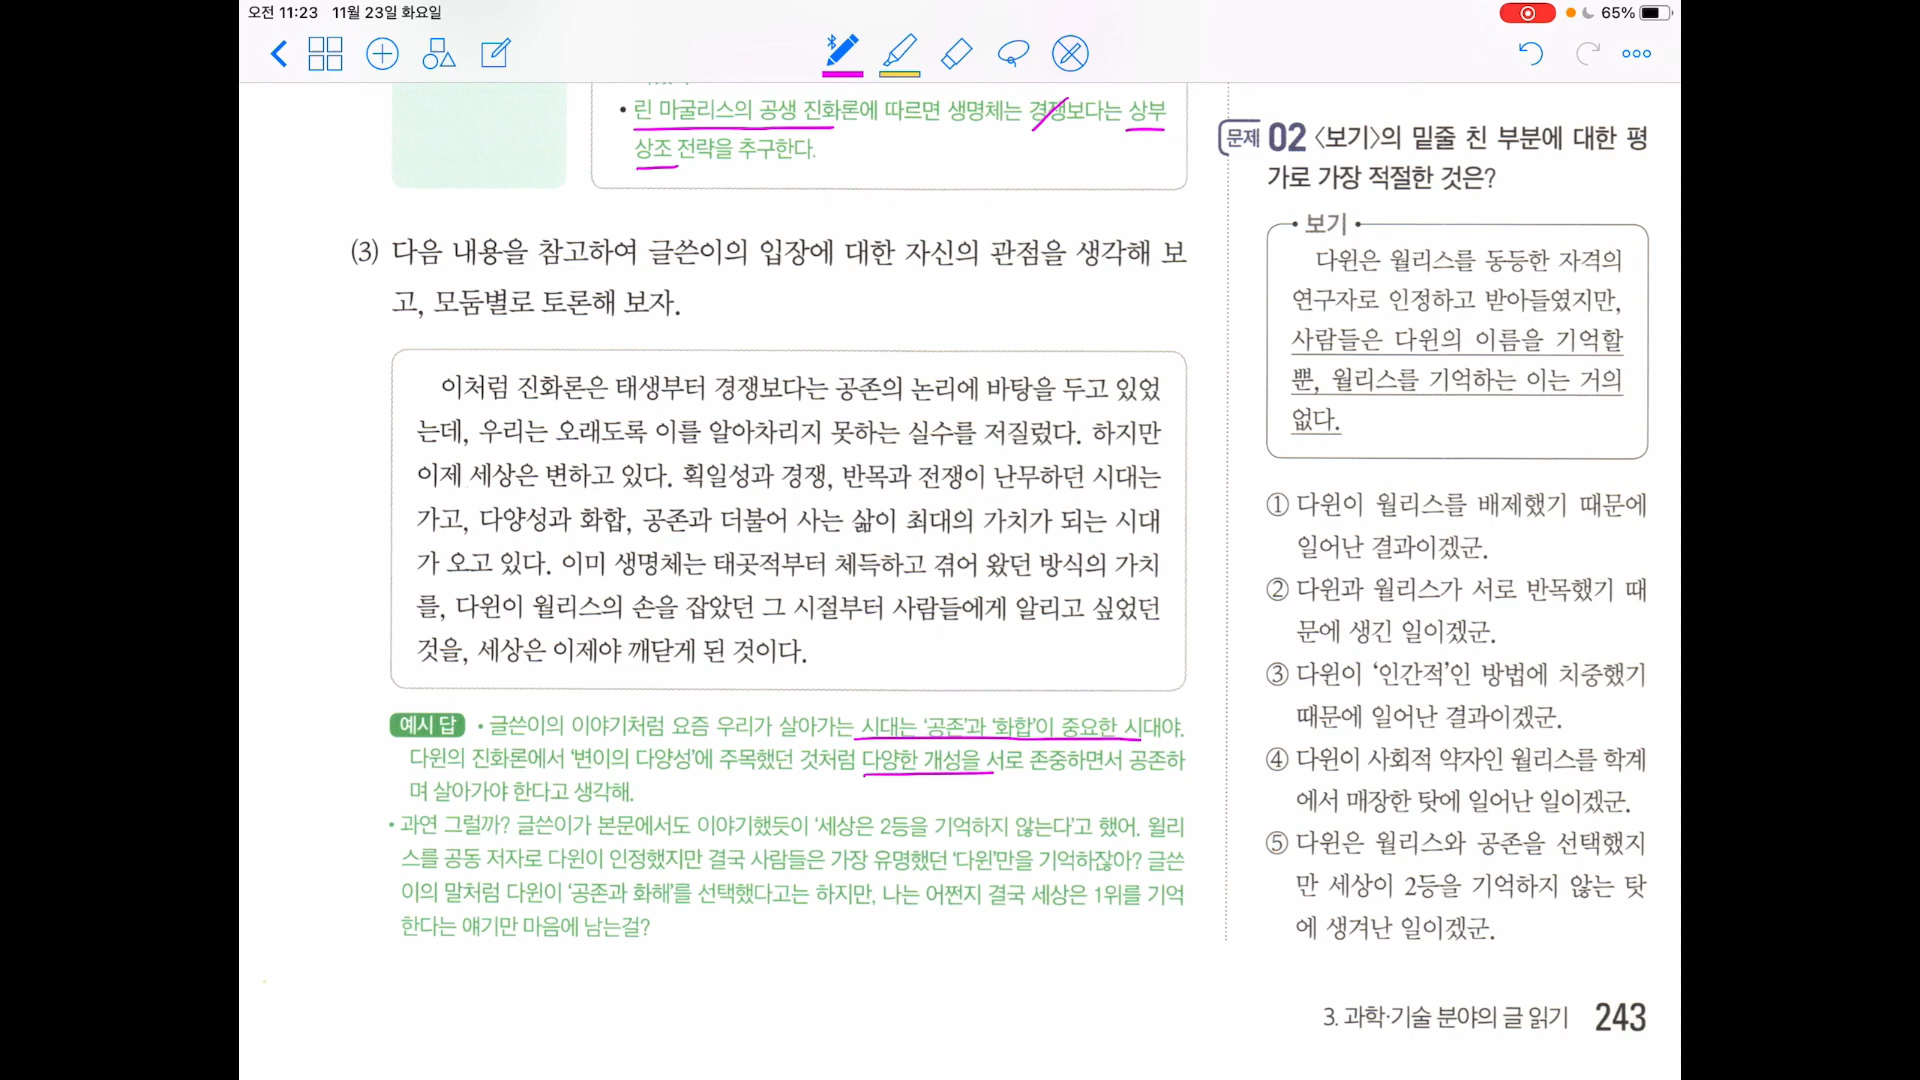 오전 11:23 11월 23일 화요일
65%
• 린 마굴리스의 공생 진화론에 따르면 생명체는 경쟁보다는 상부
상조 전략을 추구한다.
(3) 다음 내용을 참고하여 글쓴이의 입장에 대한 자신의 관점을 생각해 보
고, 모둠별로 토론해 보자.
이처럼 진화론은 태생부터 경쟁보다는 공존의 논리에 바탕을 두고 있었
는데, 우리는 오래도록 이를 알아차리지 못하는 실수를 저질렀다. 하지만
이제 세상은 변하고 있다. 획일성과 경쟁, 반목과 전쟁이 난무하던 시대는
가고, 다양성과 화합, 공존과 더불어 사는 삶이 최대의 가치가 되는 시대
가 오고 있다. 이미 생명체는 태곳적부터 체득하고 겪어 왔던 방식의 가치
를, 다윈이 월리스의 손을 잡았던 그 시절부터 사람들에게 알리고 싶었던
것을, 세상은 이제야 깨닫게 된 것이다.
예시 답 • 글쓴이의 이야기처럼 요즘 우리가 살아가는 시대는 '공존'과 '화합'이 중요한 시대야.
다윈의 진화론에서 '변이의 다양성'에 주목했던 것처럼 다양한 개성을 서로 존중하면서 공존하
며 살아가야 한다고 생각해.
• 과연 그럴까? 글쓴이가 본문에서도 이야기했듯이 '세상은 2등을 기억하지 않는다'고 했어. 월리
스를 공동 저자로 다윈이 인정했지만 결국 사람들은 가장 유명했던 '다윈'만을 기억하잖아? 글쓴
이의 말처럼 다윈이 '공존과 화해'를 선택했다고는 하지만, 나는 어쩐지 결국 세상은 1위를 기억
한다는 얘기만 마음에 남는걸?
문제 02 〈보기〉의 밑줄 친 부분에 대한 평
가로 가장 적절한 것은?
• 보기 •
다윈은 월리스를 동등한 자격의
연구자로 인정하고 받아들였지만,
사람들은 다윈의 이름을 기억할
뿐, 월리스를 기억하는 이는 거의
없다.
① 다윈이 월리스를 배제했기 때문에
일어난 결과이겠군.
② 다윈과 월리스가 서로 반목했기 때
문에 생긴 일이겠군.
③ 다윈이 '인간적'인 방법에 치중했기
때문에 일어난 결과이겠군.
④ 다윈이 사회적 약자인 월리스를 학계
에서 매장한 탓에 일어난 일이겠군.
⑤ 다윈은 월리스와 공존을 선택했지
만 세상이 2등을 기억하지 않는 탓
에 생겨난 일이겠군.
3. 과학·기술 분야의 글 읽기 243